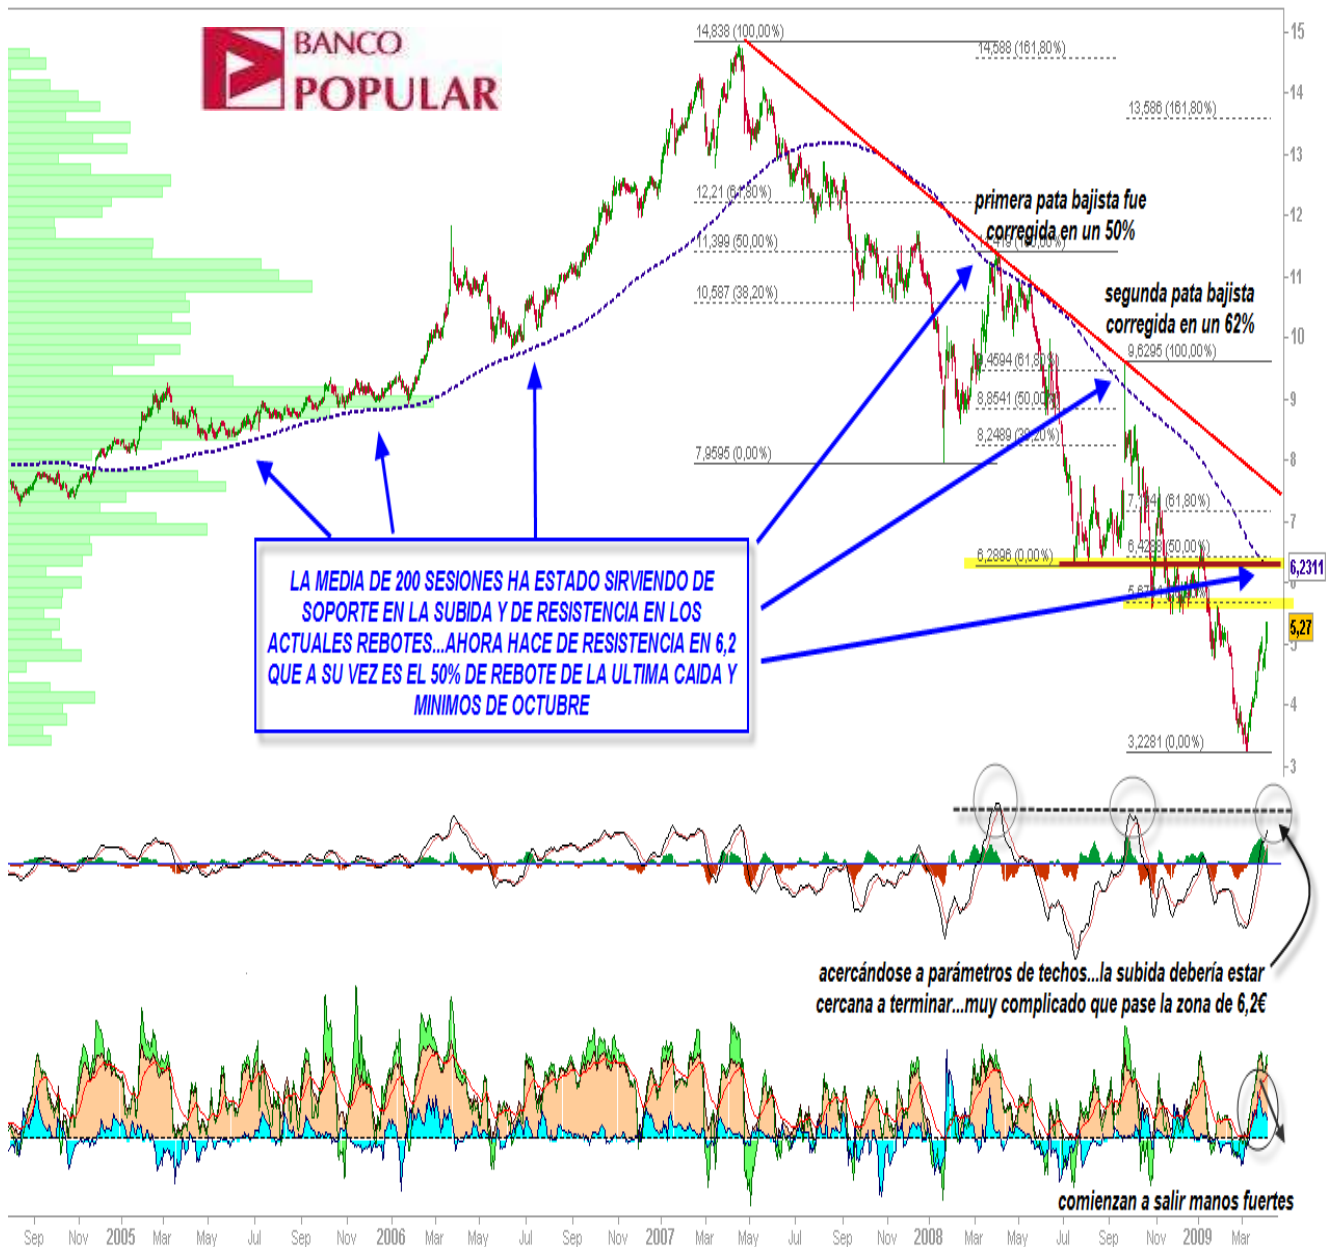 BANCO
POPULAR
14,838 (100,00%)
14,588 (161,80%)
13,586 (161,80%)
12,21 (61,80%)
11,399 (50,00%)
10,587 (38,20%)
7,9595 (0,00%)
primera pata bajista fue
corregida en un 50%
segunda pata bajista
corregida en un 62%
9,6295 (100,00%)
9,4594 (61,80%)
8,8541 (50,00%)
8,2489 (38,20%)
6,2896 (0,00%)
(61,80%)
6,4288 (50,00%)
3,2281 (0,00%)
15
14
13
12
11
10
9
8
7
6,2311
5,27
4
3
LA MEDIA DE 200 SESIONES HA ESTADO SIRVIENDO DE
SOPORTE EN LA SUBIDA Y DE RESISTENCIA EN LOS
ACTUALES REBOTES...AHORA HACE DE RESISTENCIA EN 6,2
QUE A SU VEZ ES EL 50% DE REBOTE DE LA ULTIMA CAIDA Y
MINIMOS DE OCTUBRE
acercándose a parámetros de techos...la subida debería estar
cercana a terminar...muy complicado que pase la zona de 6,2€
comienzan a salir manos fuertes
Sep Nov 2005 Mar May Jul Nov 2006 Mar May Jul Sep Nov 2007 Mar May Jul Sep Nov 2008 Mar May Jul Sep Nov 2009 Mar